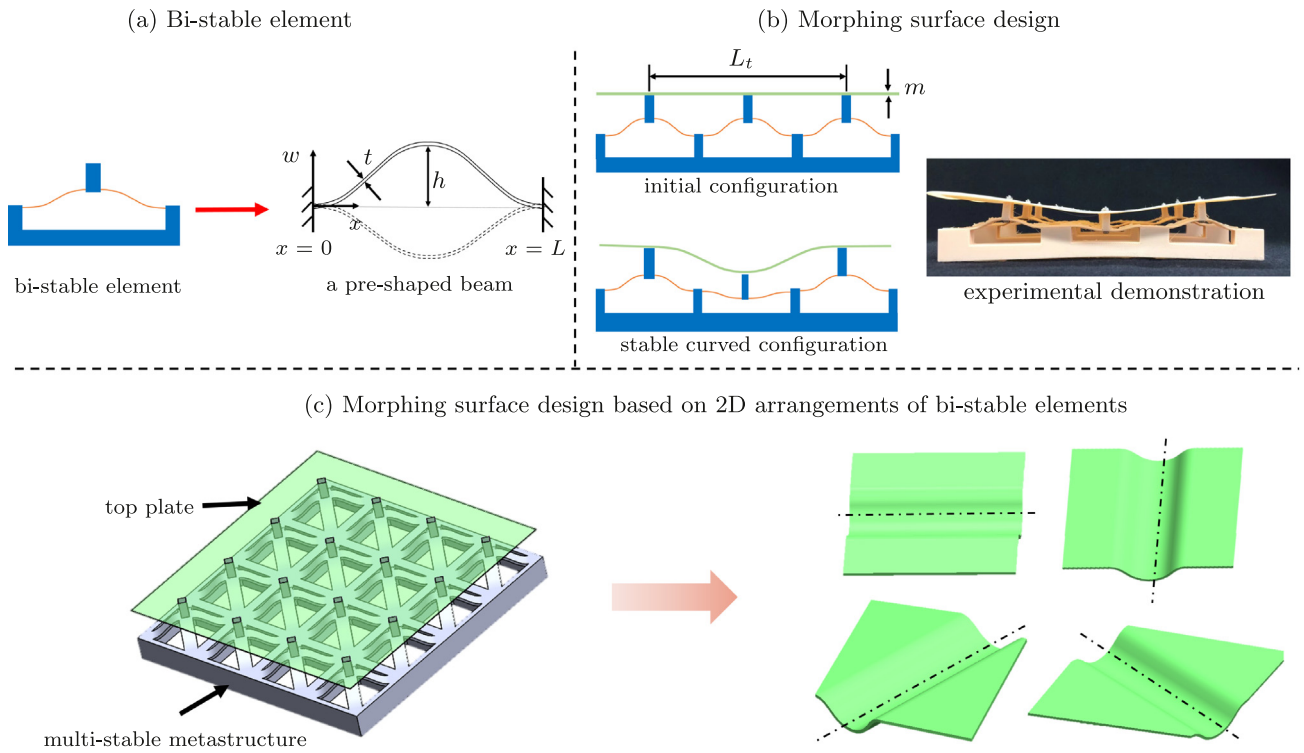 (a) Bi-stable element
w
t
h
x
x = 0
x = L
bi-stable element
a pre-shaped beam
(b) Morphing surface design
L_t
m
initial configuration
stable curved configuration
experimental demonstration
(c) Morphing surface design based on 2D arrangements of bi-stable elements
top plate
multi-stable metastructure